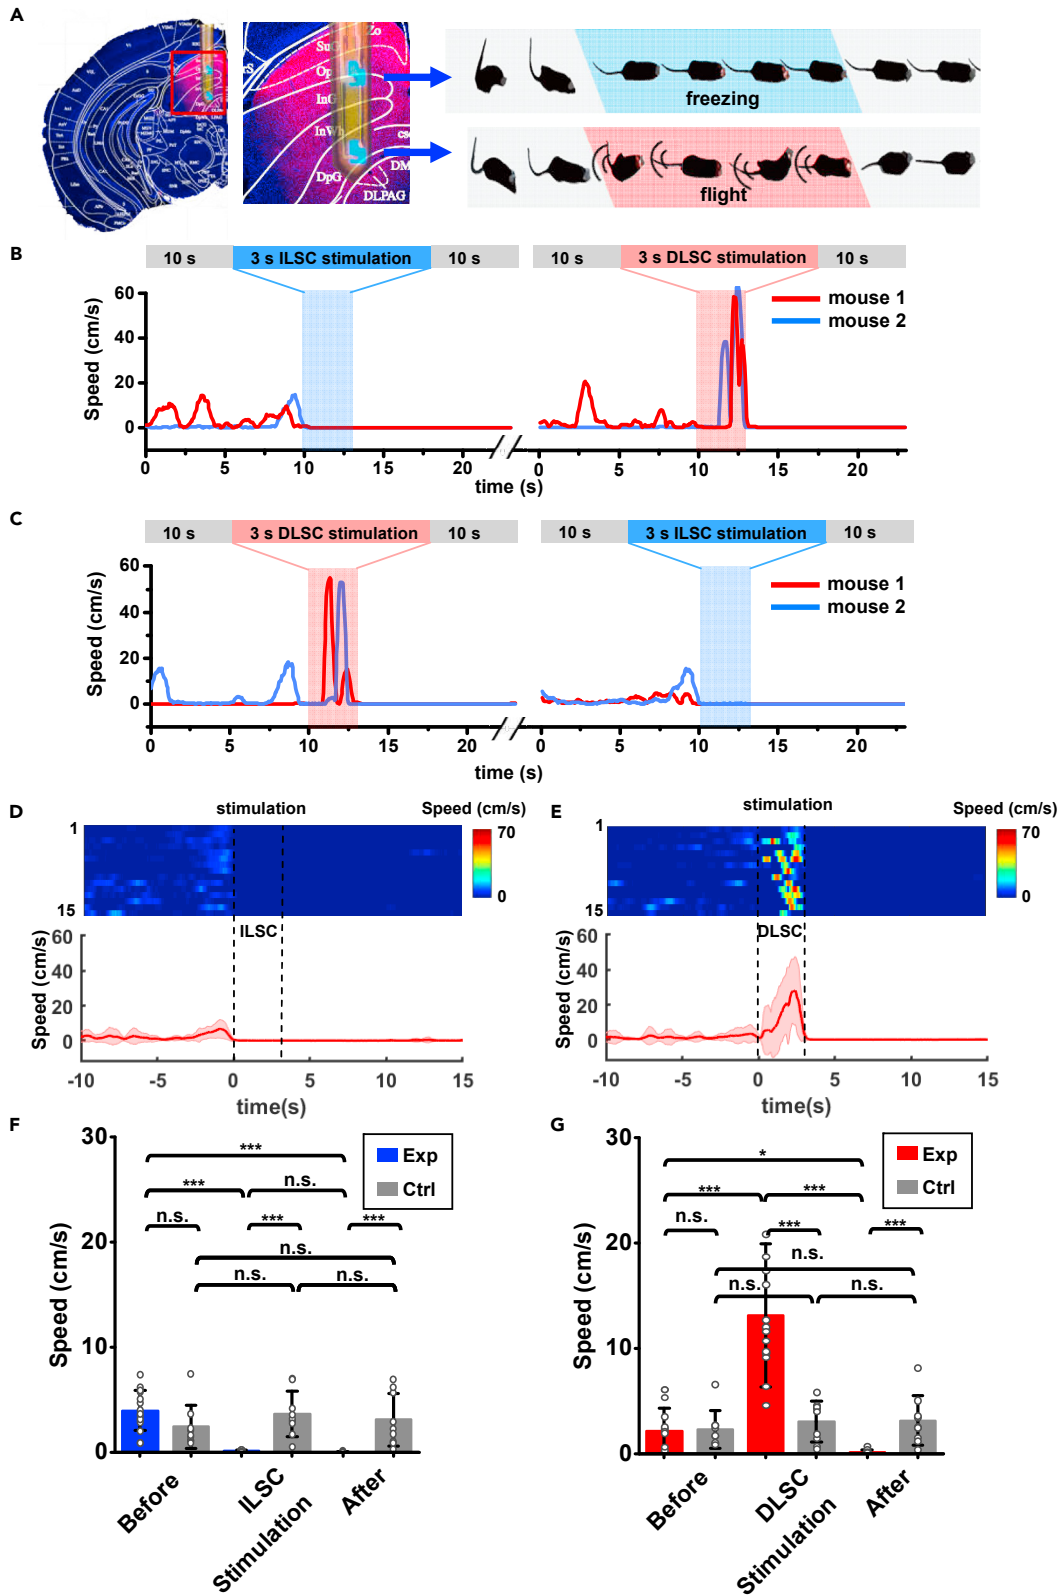 A
Zo
SuG
Op
InG
InWh
DpG
DM
DLPAG
freezing
flight
B
10 s
3 s ILSC stimulation
10 s
10 s
3 s DLSC stimulation
10 s
Speed (cm/s)
60
40
20
0
mouse 1
mouse 2
0 5 10 15 20 0 5 10 15 20
time (s)
C
10 s
3 s DLSC stimulation
10 s
10 s
3 s ILSC stimulation
10 s
Speed (cm/s)
60
40
20
0
mouse 1
mouse 2
0 5 10 15 20 0 5 10 15 20
time (s)
D
stimulation
Speed (cm/s)
1
15
70
0
ILSC
Speed (cm/s)
60
40
20
0
-10 -5 0 5 10 15
time(s)
E
stimulation
Speed (cm/s)
1
15
70
0
DLSC
Speed (cm/s)
60
40
20
0
-10 -5 0 5 10 15
time(s)
F
Speed (cm/s)
30
20
10
0
Exp
Ctrl
***
*** n.s.
n.s. *** ***
n.s.
n.s. n.s.
Before
ILSC
Stimulation
After
G
Speed (cm/s)
30
20
10
0
Exp
Ctrl
*
*** ***
n.s. *** ***
n.s.
n.s. n.s.
Before
DLSC
Stimulation
After